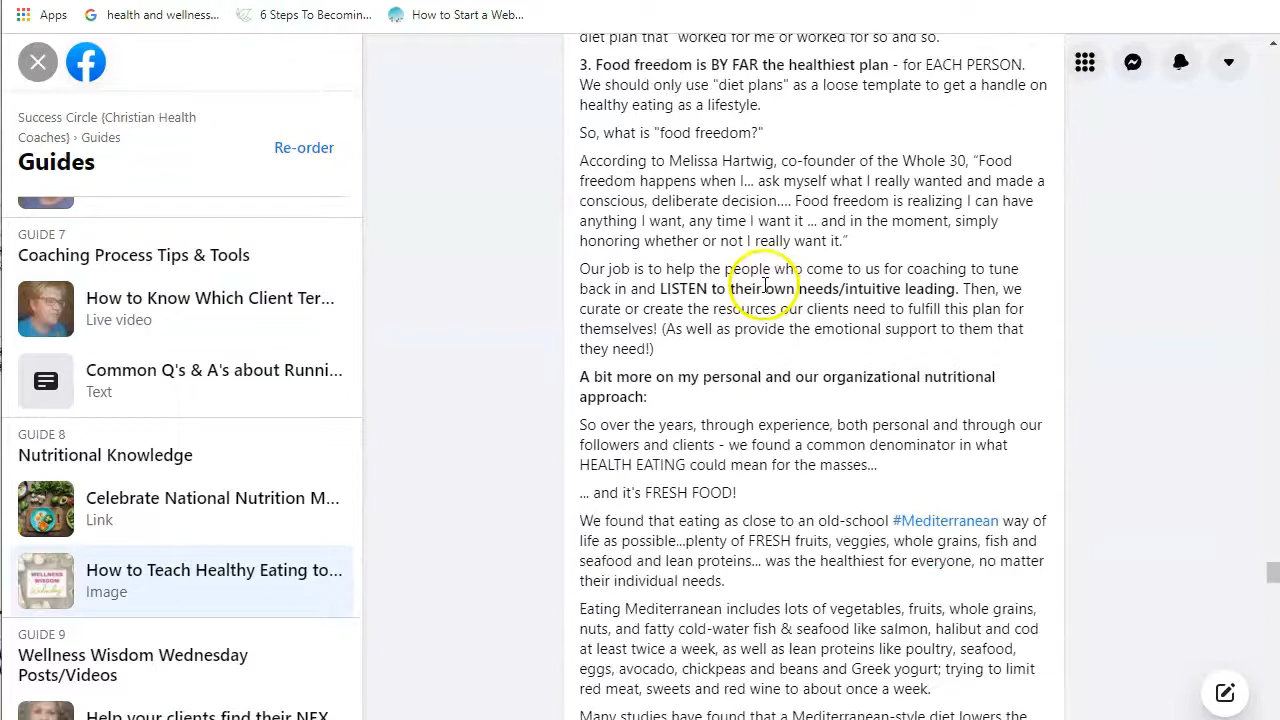 Apps
health and wellness...
6 Steps To Becomin...
How to Start a Web...
Success Circle {Christian Health
Coaches} › Guides
Guides
Re-order
GUIDE 7
Coaching Process Tips & Tools
How to Know Which Client Ter...
Live video
Common Q's & A's about Runni...
Text
GUIDE 8
Nutritional Knowledge
Celebrate National Nutrition M...
Link
WELLNESS
WISDOM
How to Teach Healthy Eating to...
Image
GUIDE 9
Wellness Wisdom Wednesday
Posts/Videos
Help your clients find their NEX
diet plan that "worked for me or worked for so and so.
3. Food freedom is BY FAR the healthiest plan - for EACH PERSON.
We should only use "diet plans" as a loose template to get a handle on
healthy eating as a lifestyle.
So, what is "food freedom?"
According to Melissa Hartwig, co-founder of the Whole 30, “Food
freedom happens when I... ask myself what I really wanted and made a
conscious, deliberate decision.... Food freedom is realizing I can have
anything I want, any time I want it ... and in the moment, simply
honoring whether or not I really want it.”
Our job is to help the people who come to us for coaching to tune
back in and LISTEN to their own needs/intuitive leading. Then, we
curate or create the resources our clients need to fulfill this plan for
themselves! (As well as provide the emotional support to them that
they need!)
A bit more on my personal and our organizational nutritional
approach:
So over the years, through experience, both personal and through our
followers and clients - we found a common denominator in what
HEALTH EATING could mean for the masses...
... and it's FRESH FOOD!
We found that eating as close to an old-school #Mediterranean way of
life as possible...plenty of FRESH fruits, veggies, whole grains, fish and
seafood and lean proteins... was the healthiest for everyone, no matter
their individual needs.
Eating Mediterranean includes lots of vegetables, fruits, whole grains,
nuts, and fatty cold-water fish & seafood like salmon, halibut and cod
at least twice a week, as well as lean proteins like poultry, seafood,
eggs, avocado, chickpeas and beans and Greek yogurt; trying to limit
red meat, sweets and red wine to about once a week.
Many studies have found that a Mediterranean-style diet lowers the